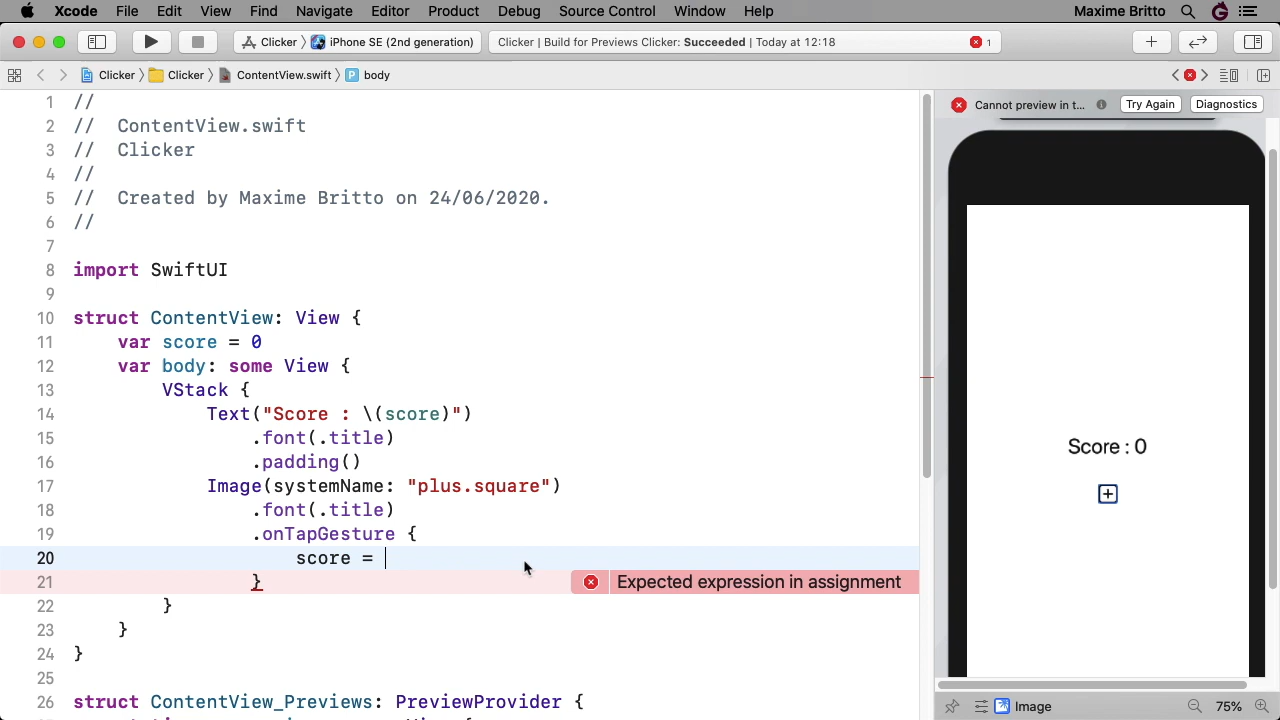 Xcode File Edit View Find Navigate Editor Product Debug Source Control Window Help Maxime Britto
Clicker 〉 iPhone SE (2nd generation) Clicker | Build for Previews Clicker: Succeeded | Today at 12:18 1
Clicker 〉 Clicker 〉 ContentView.swift 〉 P body
Cannot preview in t... Try Again Diagnostics
1 //
2 //  ContentView.swift
3 //  Clicker
4 //
5 //  Created by Maxime Britto on 24/06/2020.
6 //
7
8 import SwiftUI
9
10 struct ContentView: View {
11     var score = 0
12     var body: some View {
13         VStack {
14             Text("Score : \(score)")
15                 .font(.title)
16                 .padding()
17             Image(systemName: "plus.square")
18                 .font(.title)
19                 .onTapGesture {
20                     score =
21                 } Expected expression in assignment
22         }
23     }
24 }
25
26 struct ContentView_Previews: PreviewProvider {
Score : 0
Image 75%